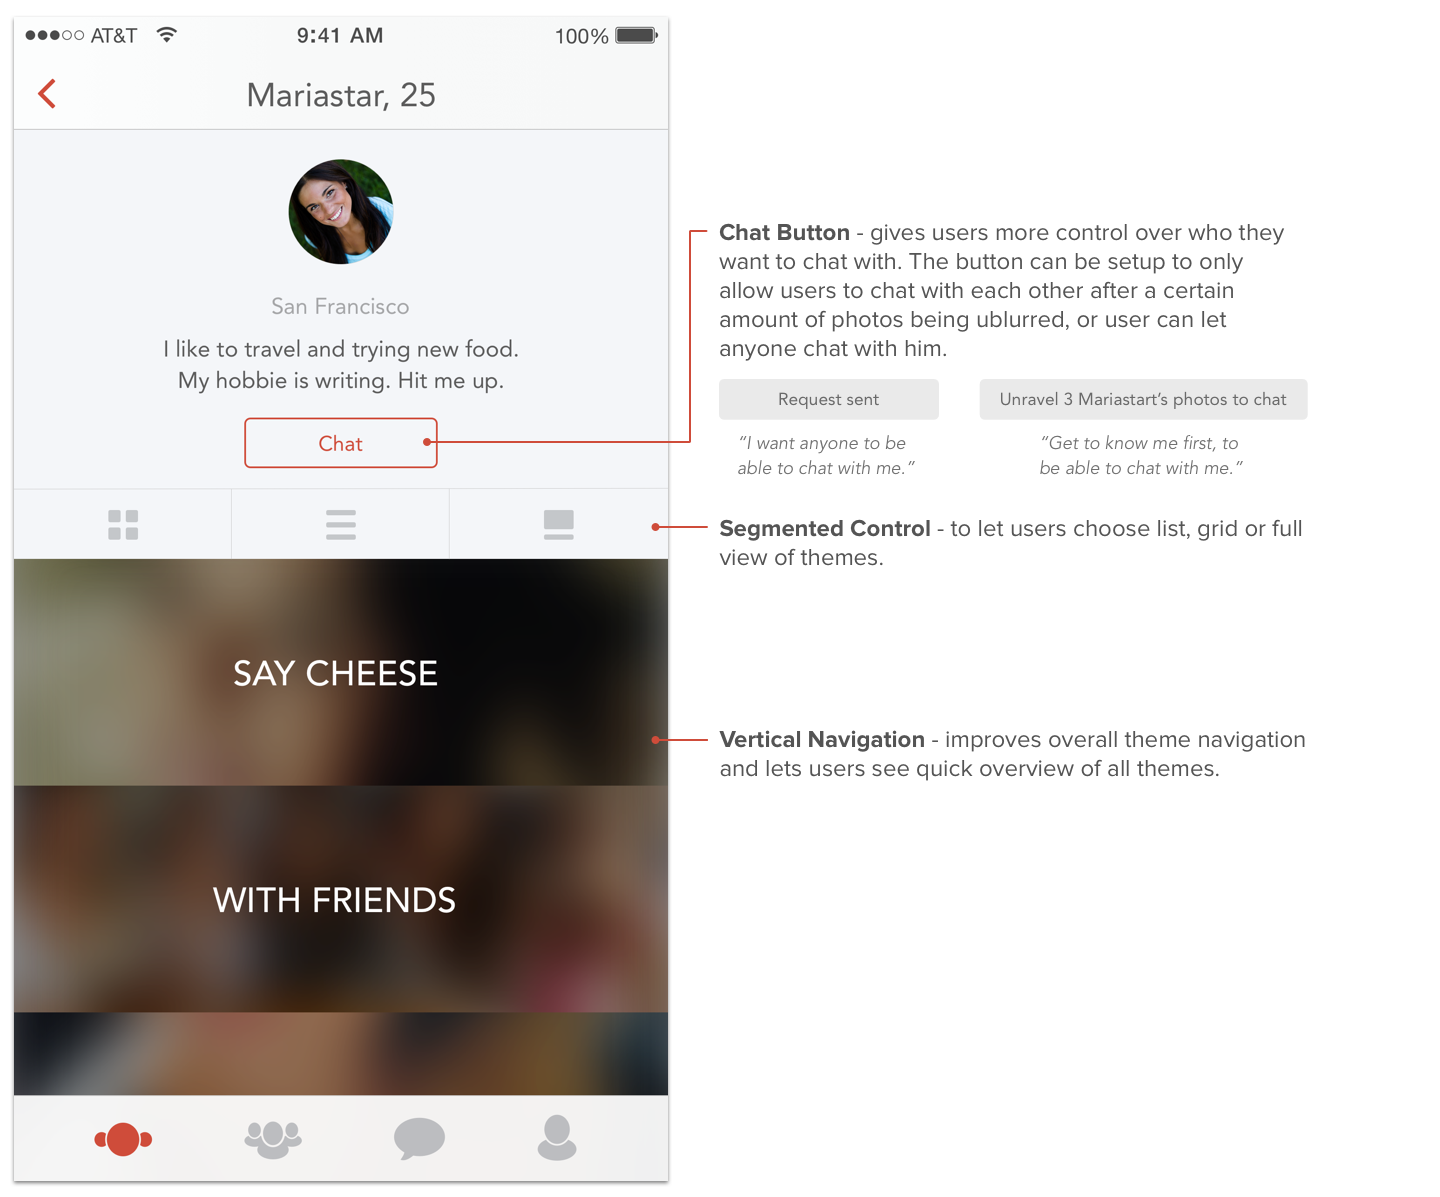 AT&T 9:41 AM 100%
Mariastar, 25
San Francisco
I like to travel and trying new food.
My hobbie is writing. Hit me up.
Chat
SAY CHEESE
WITH FRIENDS
Chat Button - gives users more control over who they
want to chat with. The button can be setup to only
allow users to chat with each other after a certain
amount of photos being ublurred, or user can let
anyone chat with him.
Request sent
“I want anyone to be
able to chat with me.”
Unravel 3 Mariastart’s photos to chat
“Get to know me first, to
be able to chat with me.”
Segmented Control - to let users choose list, grid or full
view of themes.
Vertical Navigation - improves overall theme navigation
and lets users see quick overview of all themes.